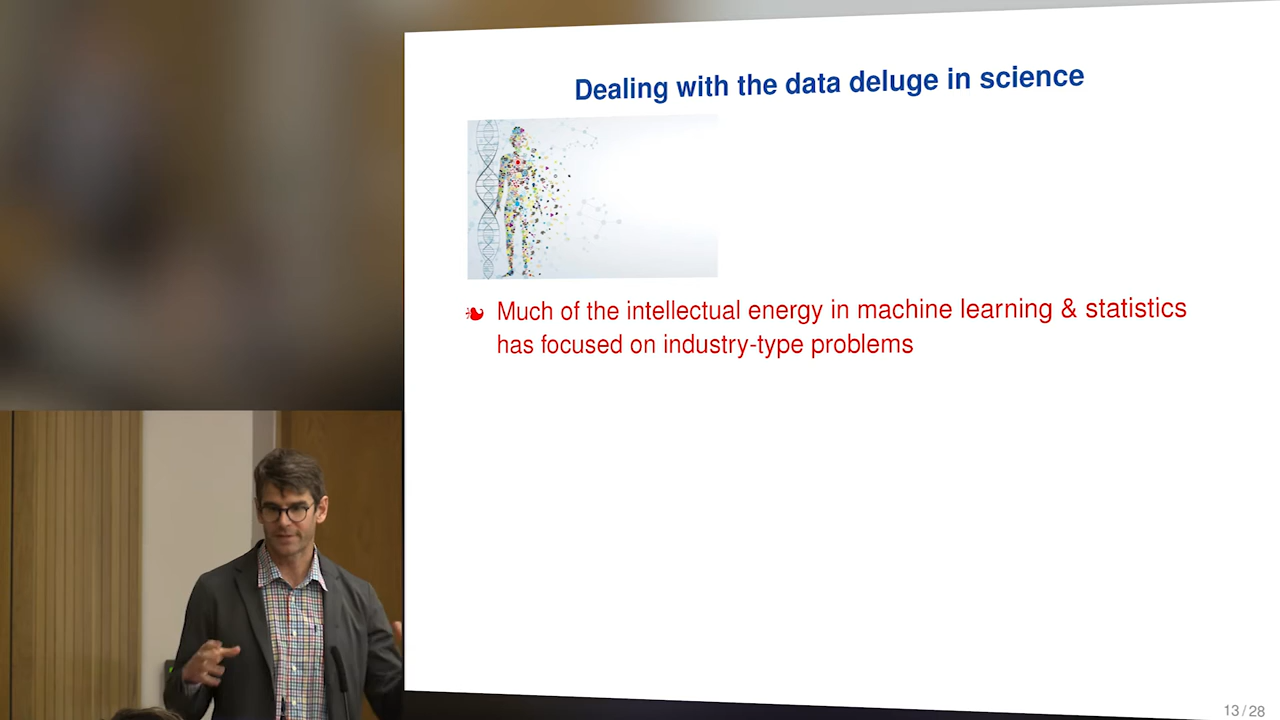 Dealing with the data deluge in science
Much of the intellectual energy in machine learning & statistics
has focused on industry-type problems
13 / 28